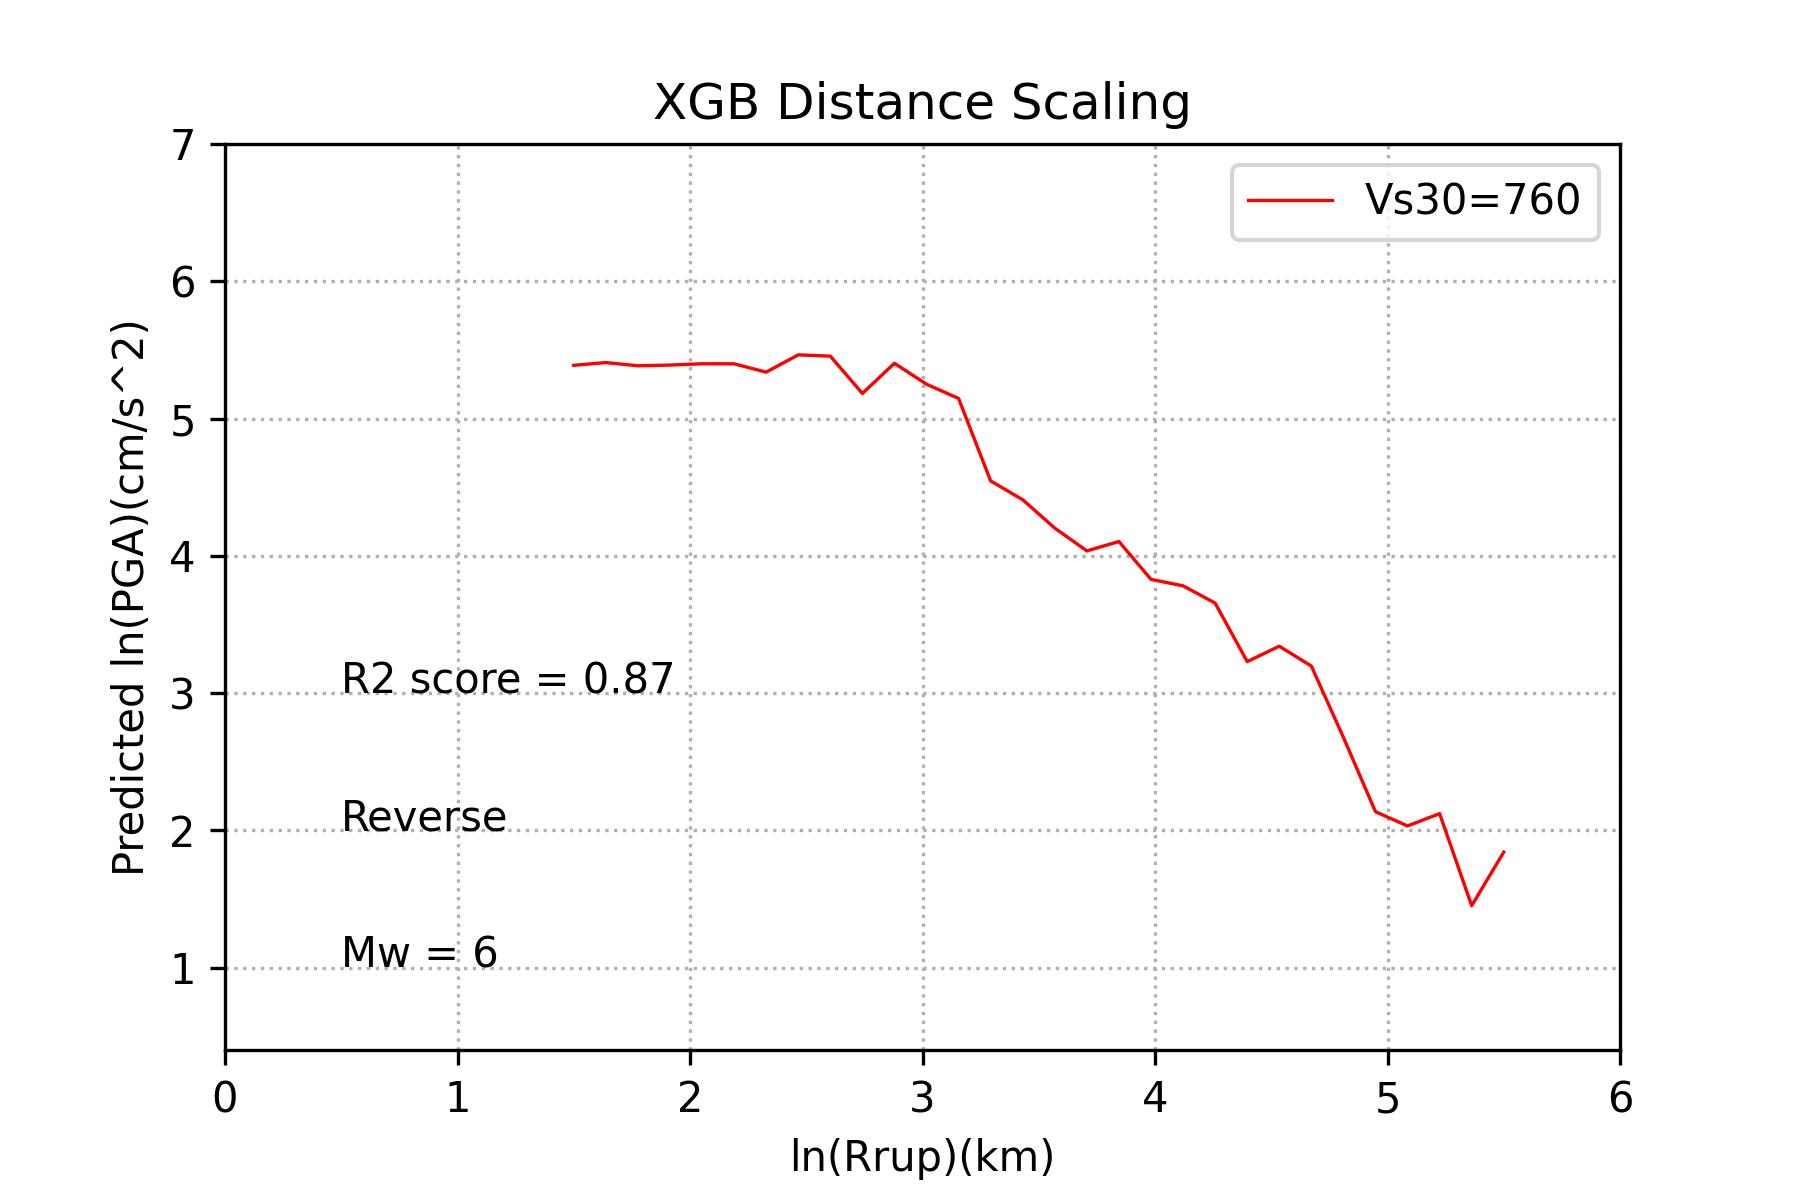 XGB Distance Scaling
7
6
5
4
3
2
1
Predicted ln(PGA)(cm/s^2)
Vs30=760
R2 score = 0.87
Reverse
Mw = 6
0 1 2 3 4 5 6
ln(Rrup)(km)